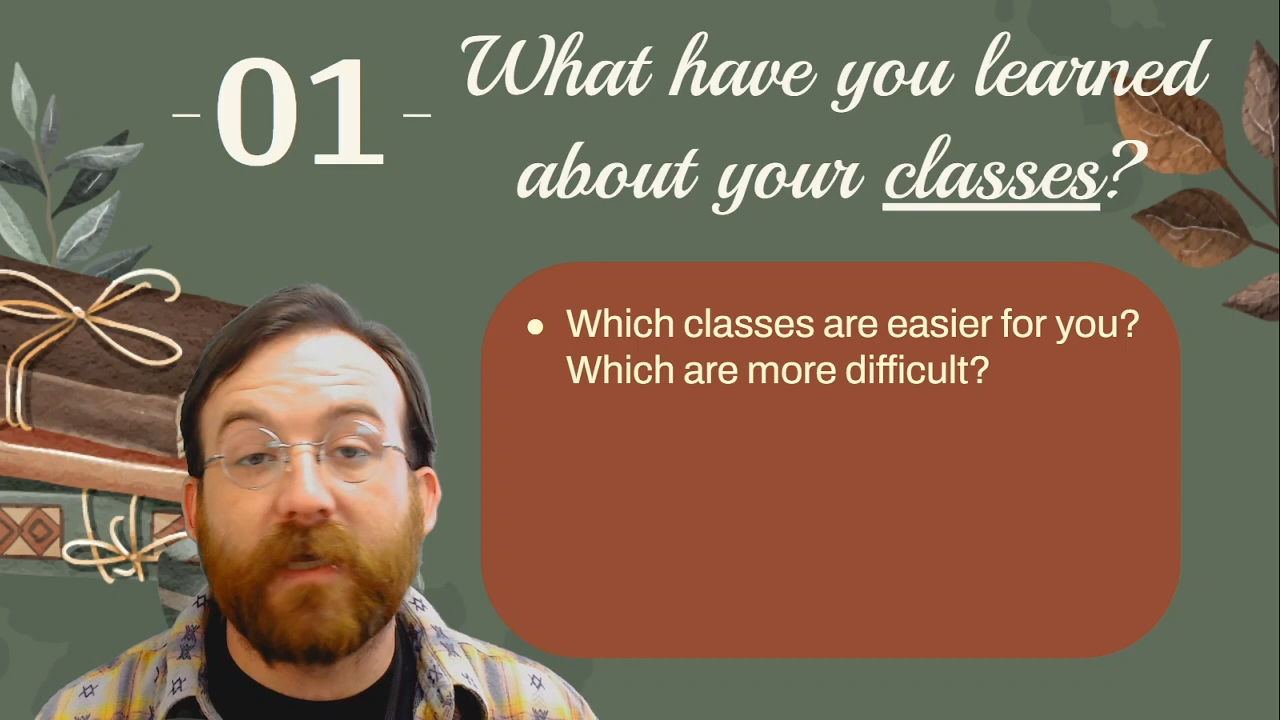 01
What have you learned
about your classes?
● Which classes are easier for you?
Which are more difficult?